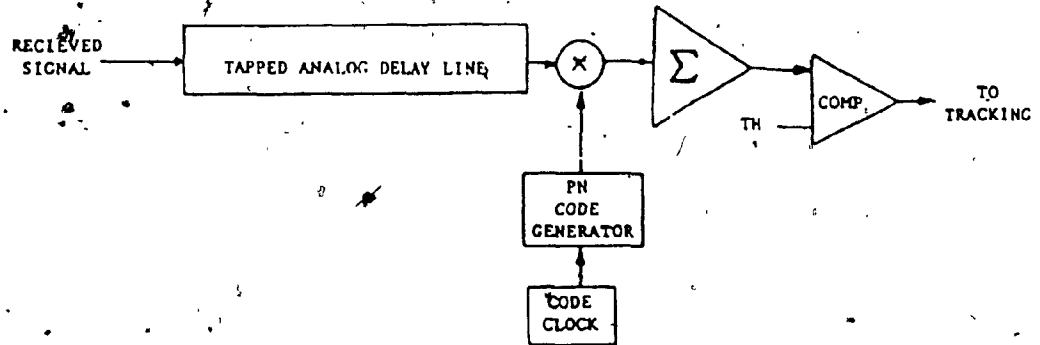 RECIEVED
SIGNAL
TAPPED ANALOG DELAY LINE
X
Σ
COMP.
TH
TO
TRACKING
PN
CODE
GENERATOR
CODE
CLOCK